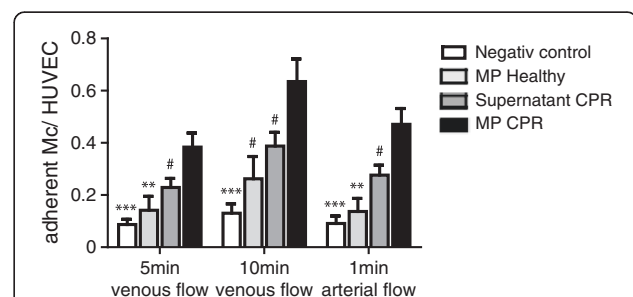 0.8
0.6
0.4
0.2
0
adherent Mc/ HUVEC
*** ** #
*** # #
*** ** #
5min venous flow
10min venous flow
1min arterial flow
Negativ control
MP Healthy
Supernatant CPR
MP CPR